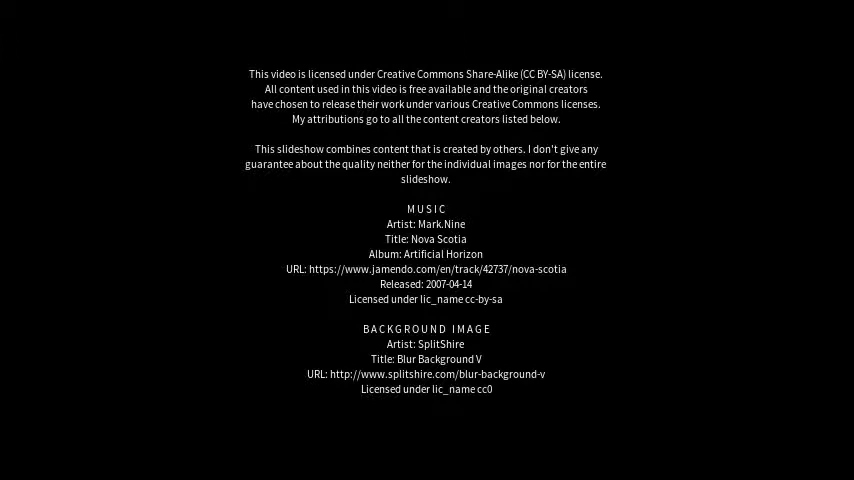 This video is licensed under Creative Commons Share-Alike (CC BY-SA) license.
All content used in this video is free available and the original creators
have chosen to release their work under various Creative Commons licenses.
My attributions go to all the content creators listed below.
This slideshow combines content that is created by others. I don't give any
guarantee about the quality neither for the individual images nor for the entire
slideshow.
MUSIC
Artist: Mark.Nine
Title: Nova Scotia
Album: Artificial Horizon
URL: https://www.jamendo.com/en/track/42737/nova-scotia
Released: 2007-04-14
Licensed under lic_name cc-by-sa
BACKGROUND IMAGE
Artist: SplitShire
Title: Blur Background V
URL: http://www.splitshire.com/blur-background-v
Licensed under lic_name cc0